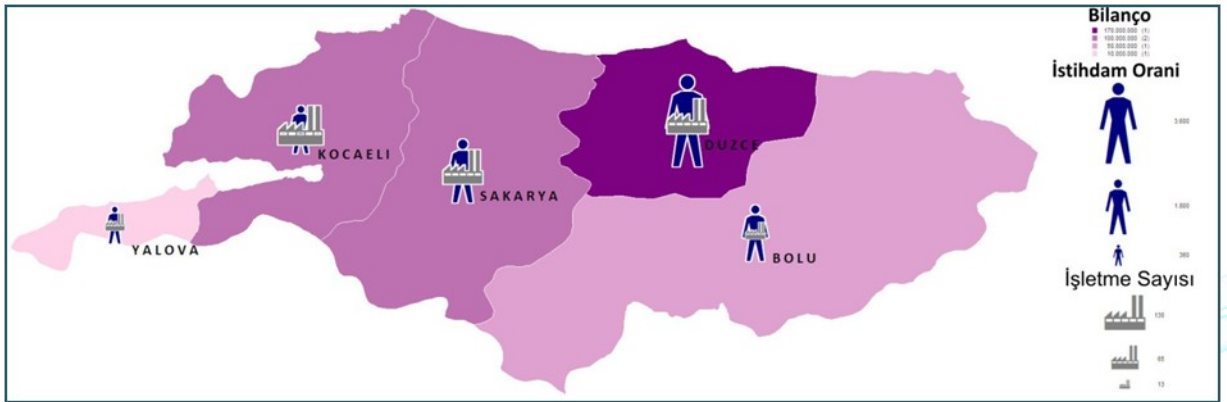 Bilanço
170.000.000 (1)
100.000.000 (2)
50.000.000 (1)
10.000.000 (1)
İstihdam Orani
3.600
1.800
360
İşletme Sayısı
130
65
13
KOCAELI
SAKARYA
DUZCE
BOLU
YALOVA